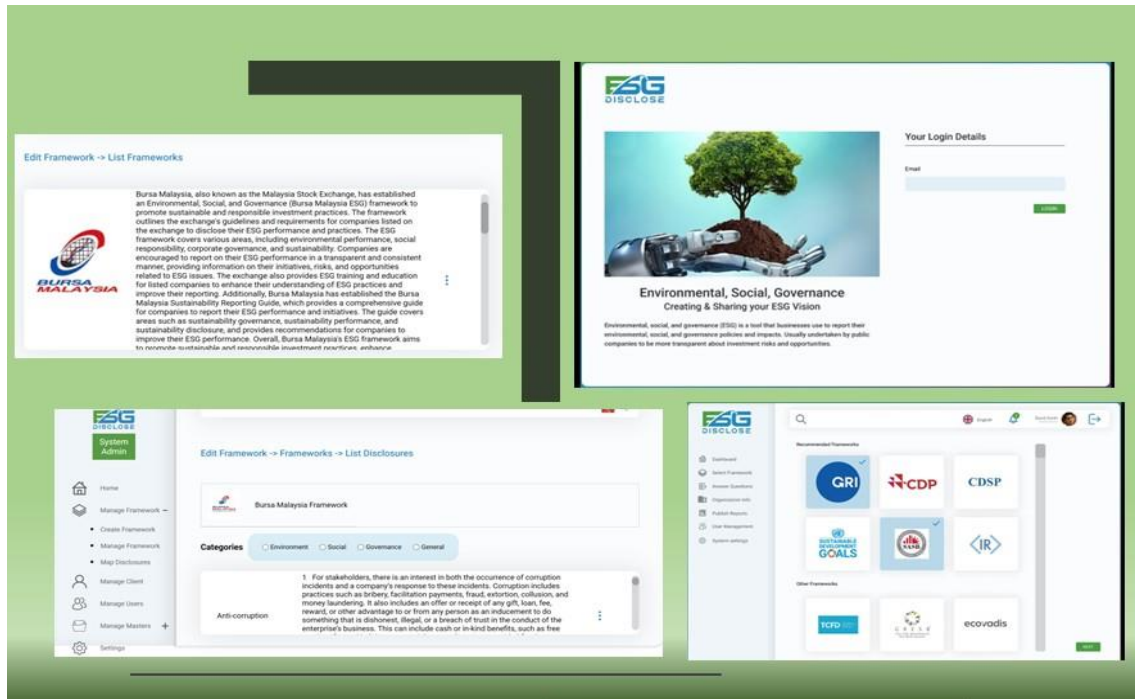 Edit Framework -> List Frameworks
BURSA
MALAYSIA
Bursa Malaysia, also known as the Malaysia Stock Exchange, has established
an Environmental, Social, and Governance (Bursa Malaysia ESG) framework to
promote sustainable and responsible investment practices. The framework
outlines the exchange's guidelines and requirements for companies listed on
the exchange to disclose their ESG performance and practices. The ESG
framework covers various areas, including environmental performance, social
responsibility, corporate governance, and sustainability. Companies are
encouraged to report on their ESG performance in a transparent and consistent
manner, providing information on their initiatives, risks, and opportunities
related to ESG issues. The exchange also provides ESG training and education
for listed companies to enhance their understanding of ESG practices and
improve their reporting. Additionally, Bursa Malaysia has established the Bursa
Malaysia Sustainability Reporting Guide, which provides a comprehensive guide
for companies to report their ESG performance and initiatives. The guide covers
areas such as sustainability governance, sustainability performance, and
sustainability disclosure, and provides recommendations for companies to
improve their ESG performance. Overall, Bursa Malaysia's ESG framework aims
to promote sustainable and responsible investment practices, enhance
ESG
DISCLOSE
Your Login Details
Email
LOGIN
Environmental, Social, Governance
Creating & Sharing your ESG Vision
Environmental, social, and governance (ESG) is a tool that businesses use to report their
environmental, social, and governence policies and impacts. Usually undertaken by public
companies to be more transparent about investment risks and opportunities.
ESG
DISCLOSE
System
Admin
Home
Manage Framework –
Create Framework
Manage Framework
Map Disclosures
Manage Client
Manage Users
Manage Masters +
Settings
Edit Framework -> Frameworks -> List Disclosures
Bursa Malaysia Framework
Categories
Environment
Social
Governance
General
Anti-corruption
1 For stakeholders, there is an interest in both the occurrence of corruption
incidents and a company's response to these incidents. Corruption includes
practices such as bribery, facilitation payments, fraud, extortion, collusion, and
money laundering. It also includes an offer or receipt of any gift, loan, fee,
reward, or other advantage to or from any person as an inducement to do
something that is dishonest, illegal, or a breach of trust in the conduct of the
enterprise's business. This can include cash or in-kind benefits, such as free
ESG
DISCLOSE
Dashboard
Select Framework
Answer Questions
Organization Info
Publish Reports
User Management
System settings
English
Recommended Frameworks
GRI
CDP
CDSP
SUSTAINABLE
DEVELOPMENT
GOALS
SASB
<IR>
Other Frameworks
TCFD
GRESB
ecovadis
NEXT